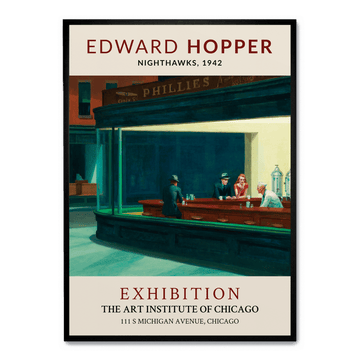 EDWARD HOPPER
NIGHTHAWKS, 1942
PHILLIES
EXHIBITION
THE ART INSTITUTE OF CHICAGO
111 S MICHIGAN AVENUE, CHICAGO